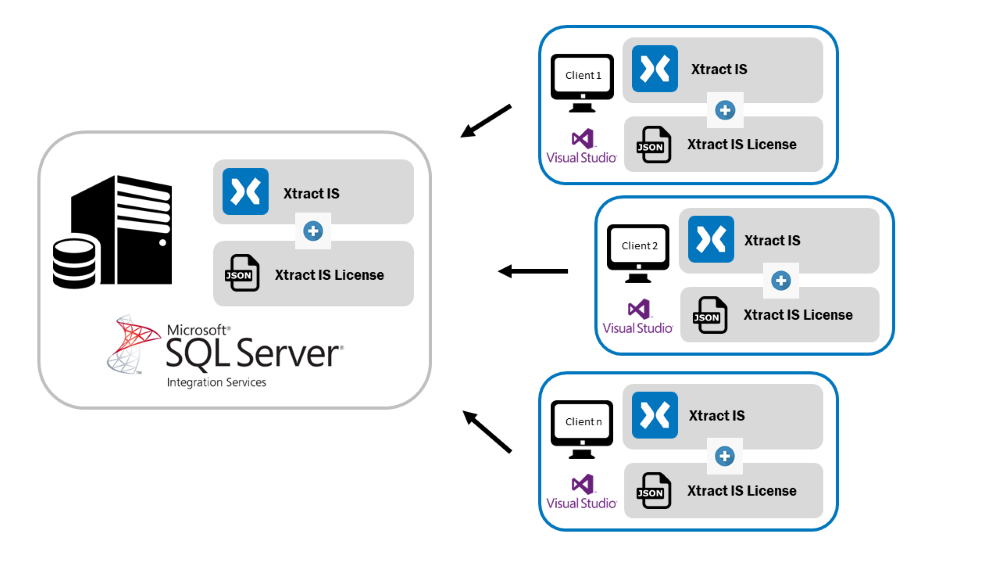 Xtract IS
JSON
Xtract IS License
Microsoft®
SQL Server®
Integration Services
Client 1
Xtract IS
Visual Studio
JSON
Xtract IS License
Client 2
Xtract IS
Visual Studio
JSON
Xtract IS License
Client n
Xtract IS
Visual Studio
JSON
Xtract IS License